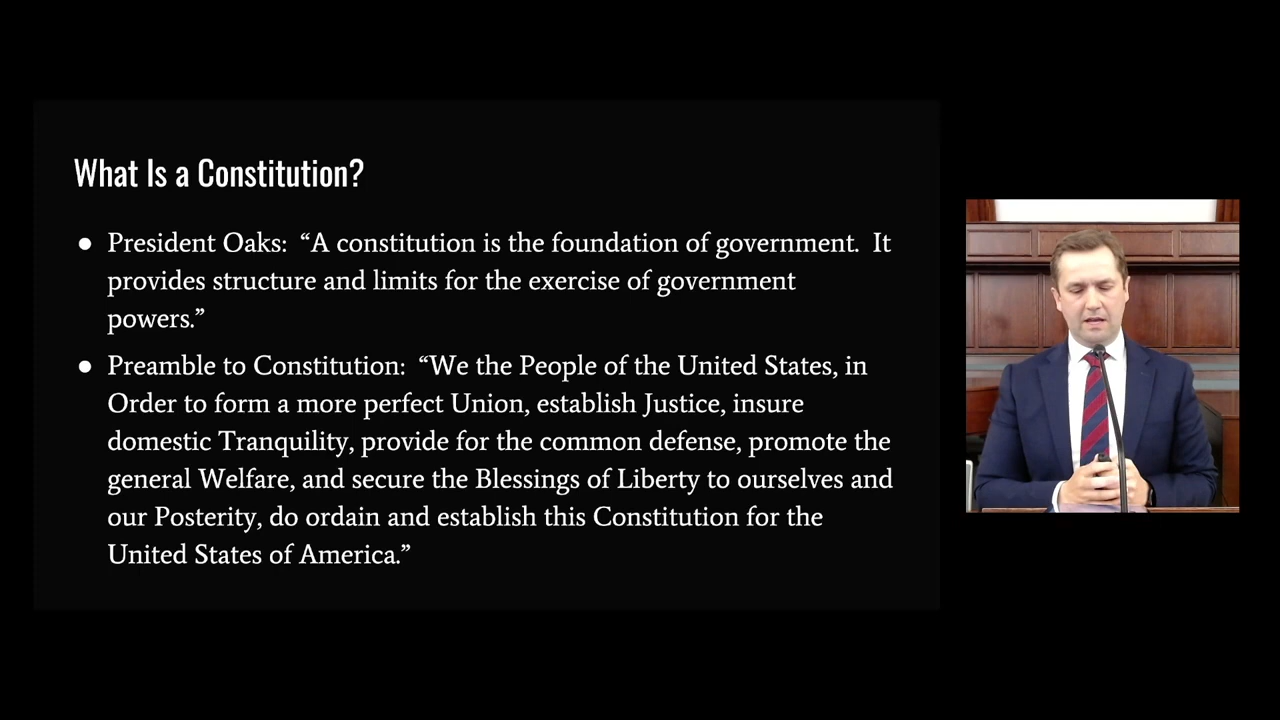 What Is a Constitution?
● President Oaks:  “A constitution is the foundation of government.  It
provides structure and limits for the exercise of government
powers.”
● Preamble to Constitution:  “We the People of the United States, in
Order to form a more perfect Union, establish Justice, insure
domestic Tranquility, provide for the common defense, promote the
general Welfare, and secure the Blessings of Liberty to ourselves and
our Posterity, do ordain and establish this Constitution for the
United States of America.”